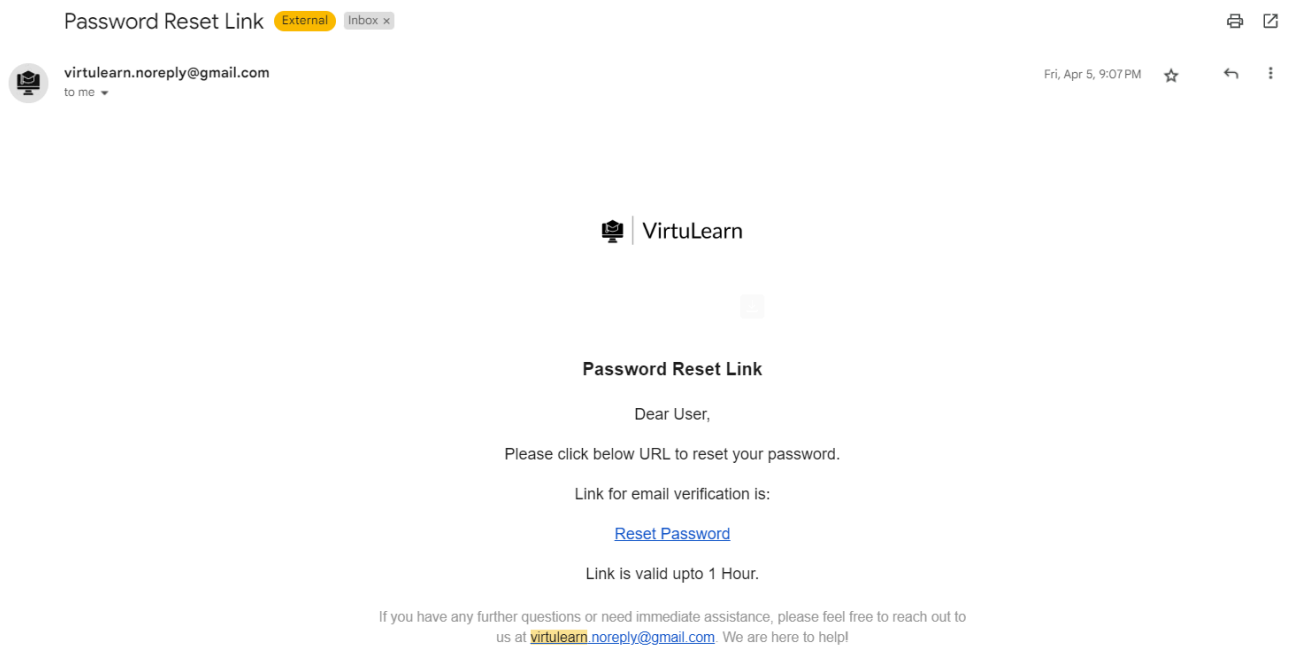 Password Reset Link External Inbox ×
virtulearn.noreply@gmail.com Fri, Apr 5, 9:07 PM
to me
VirtuLearn
Password Reset Link
Dear User,
Please click below URL to reset your password.
Link for email verification is:
Reset Password
Link is valid upto 1 Hour.
If you have any further questions or need immediate assistance, please feel free to reach out to
us at virtulearn.noreply@gmail.com. We are here to help!